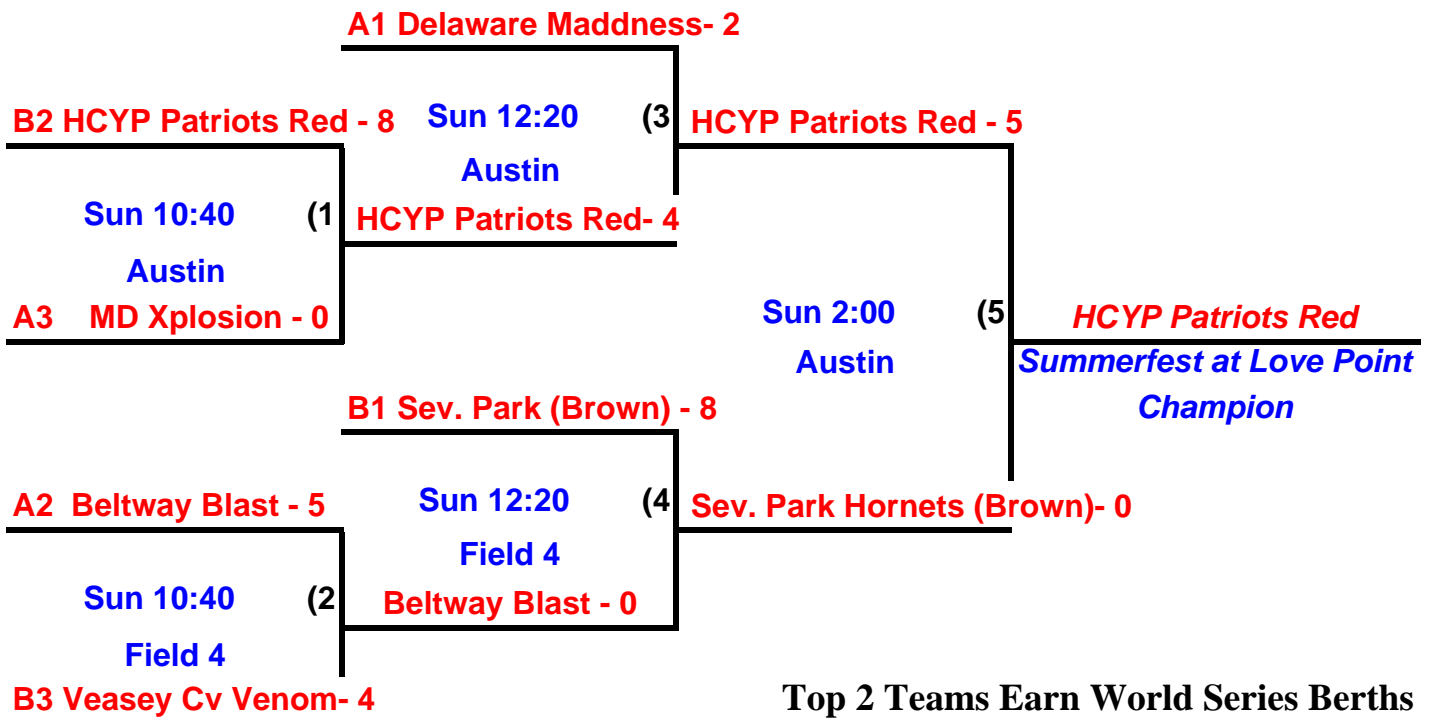 A1 Delaware Maddness- 2
B2 HCYP Patriots Red - 8
Sun 12:20 (3
HCYP Patriots Red - 5
Austin
Sun 10:40 (1
HCYP Patriots Red- 4
Austin
A3 MD Xplosion - 0
Sun 2:00 (5
HCYP Patriots Red
Austin
Summerfest at Love Point
Champion
B1 Sev. Park (Brown) - 8
A2 Beltway Blast - 5
Sun 12:20 (4
Sev. Park Hornets (Brown)- 0
Field 4
Sun 10:40 (2
Beltway Blast - 0
Field 4
B3 Veasey Cv Venom- 4
Top 2 Teams Earn World Series Berths